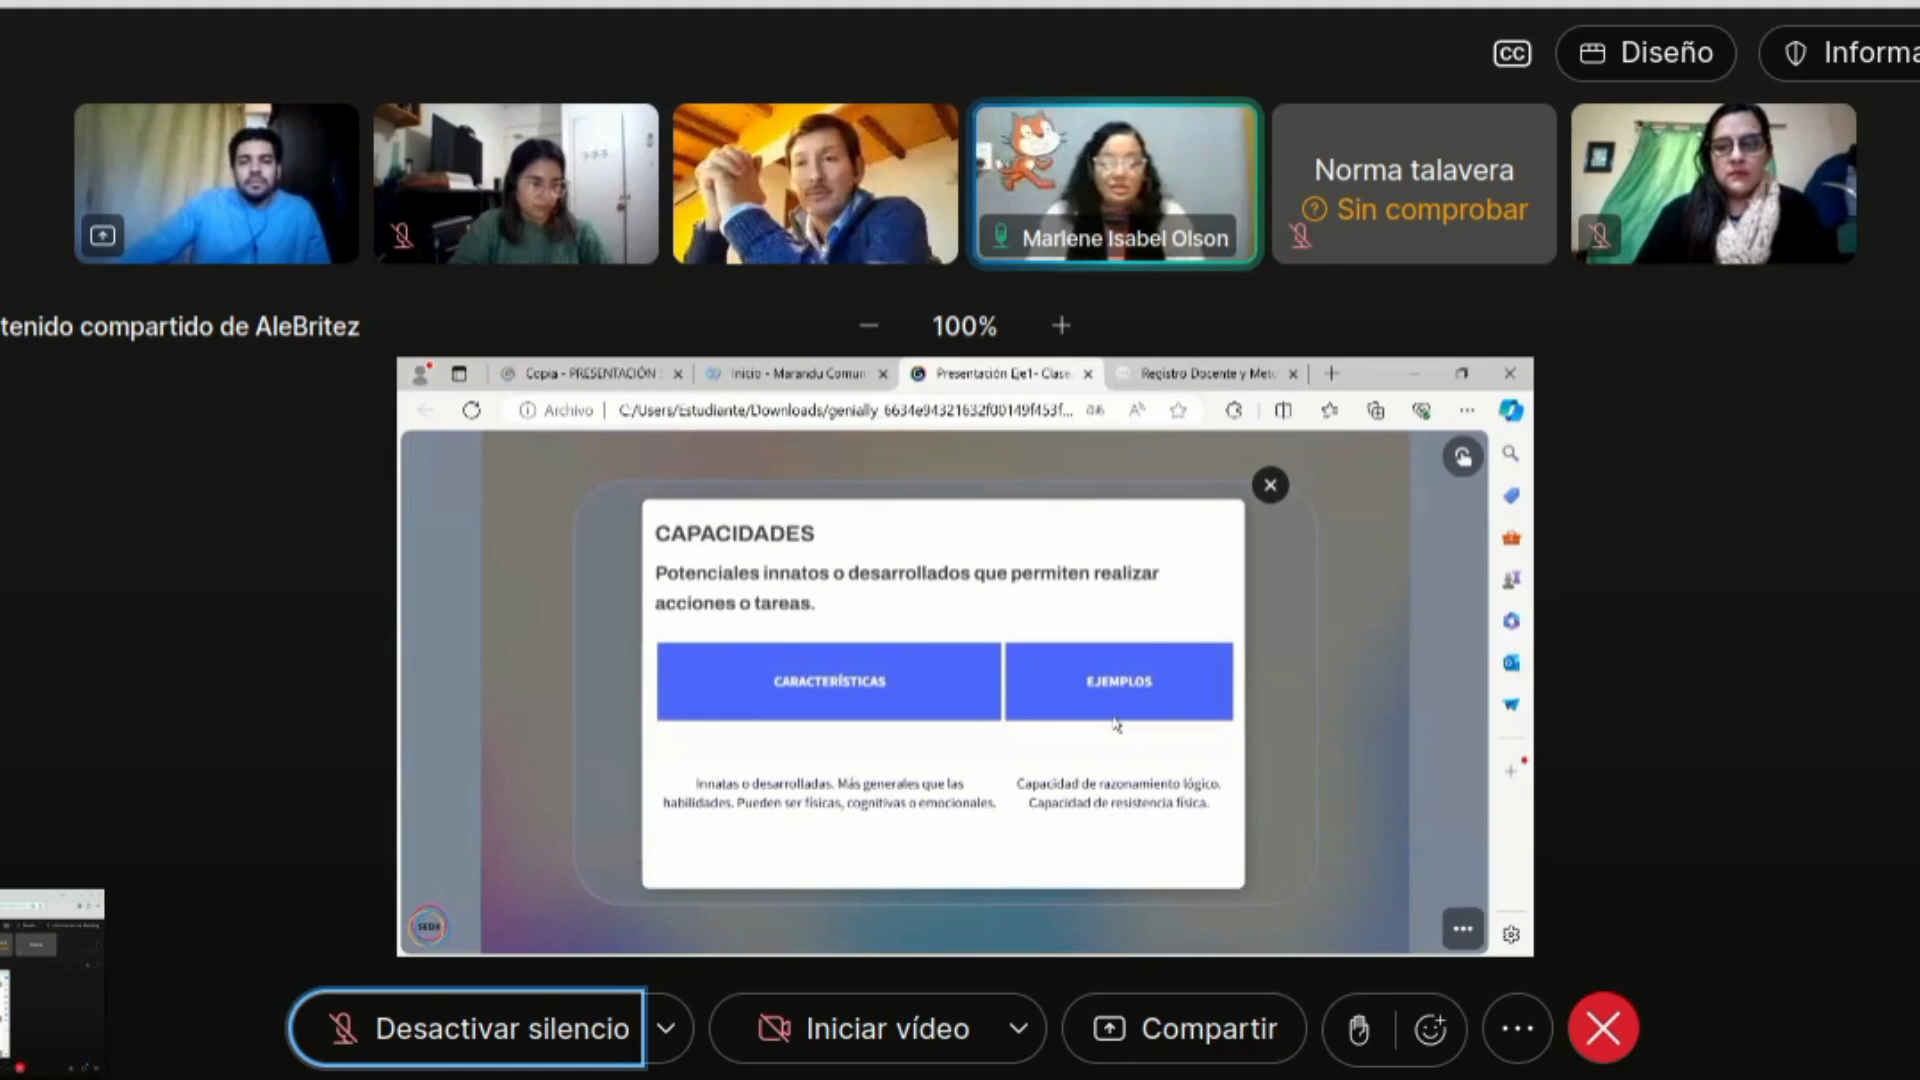 CC
Diseño
Informa
Marlene Isabel Olson
Norma talavera
Sin comprobar
tenido compartido de AleBritez
100%
Copia - PRESENTACIÓN
Inicio - Marandu Comun
Presentación Eje1- Clase
Registro Docente y Met
Archivo
C:/Users/Estudiante/Downloads/genially 6634e94321632f00149f453f...
CAPACIDADES
Potenciales innatos o desarrollados que permiten realizar
acciones o tareas.
CARACTERÍSTICAS
EJEMPLOS
Innatas o desarrolladas. Más generales que las
habilidades. Pueden ser físicas, cognitivas o emocionales.
Capacidad de razonamiento lógico.
Capacidad de resistencia física.
Desactivar silencio
Iniciar vídeo
Compartir